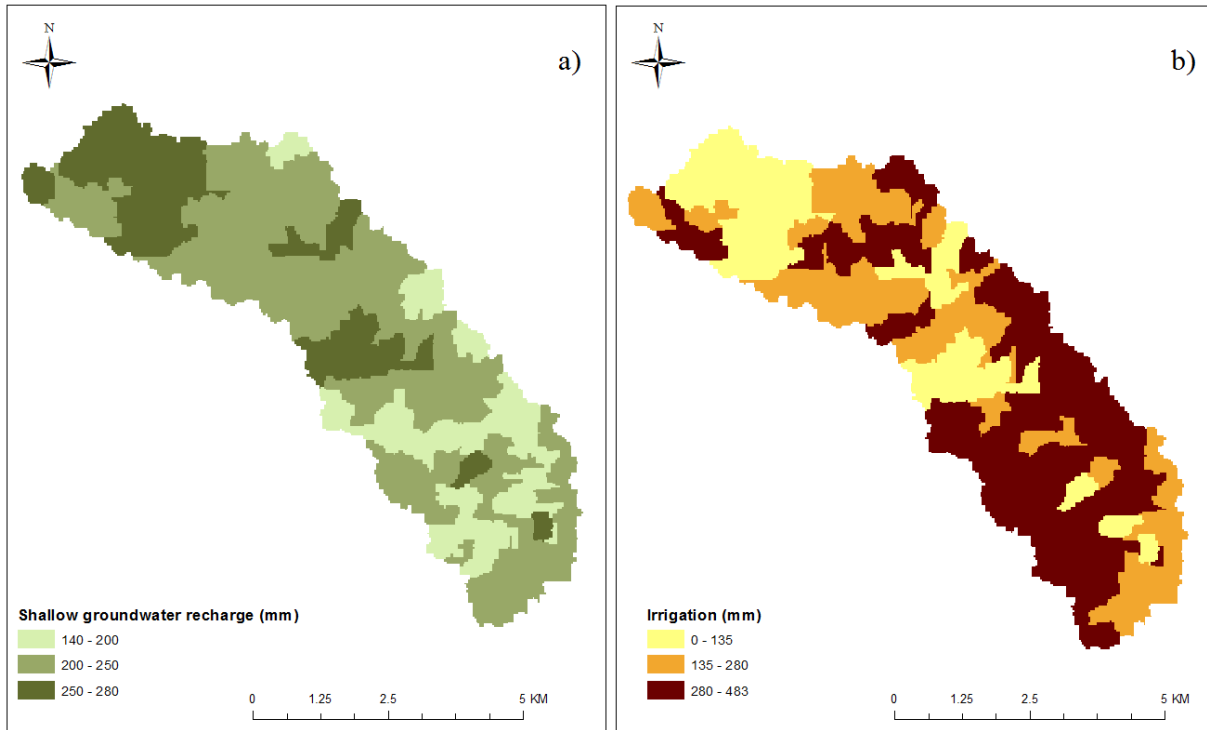 N
a)
Shallow groundwater recharge (mm)
140 - 200
200 - 250
250 - 280
0 1.25 2.5 5 KM
N
b)
Irrigation (mm)
0 - 135
135 - 280
280 - 483
0 1.25 2.5 5 KM